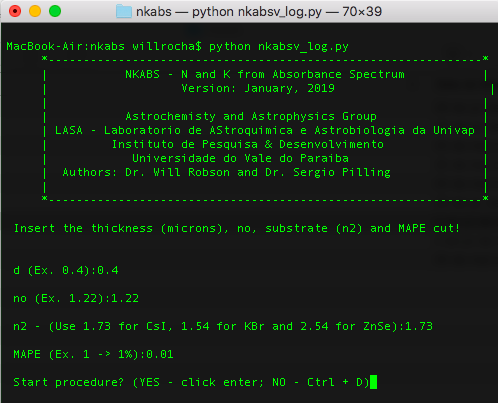 nkabs — python nkabsv_log.py — 70×39
MacBook-Air:nkabs willrocha$ python nkabsv_log.py
*--------------------------------------------------------------*
| NKABS - N and K from Absorbance Spectrum |
| Version: January, 2019 |
| |
| Astrochemisty and Astrophysics Group |
| LASA - Laboratorio de AStroquimica e Astrobiologia da Univap |
| Instituto de Pesquisa & Desenvolvimento |
| Universidade do Vale do Paraiba |
| Authors: Dr. Will Robson and Dr. Sergio Pilling |
| |
*--------------------------------------------------------------*
Insert the thickness (microns), no, substrate (n2) and MAPE cut!
d (Ex. 0.4):0.4
no (Ex. 1.22):1.22
n2 - (Use 1.73 for CsI, 1.54 for KBr and 2.54 for ZnSe):1.73
MAPE (Ex. 1 -> 1%):0.01
Start procedure? (YES - click enter; NO - Ctrl + D)